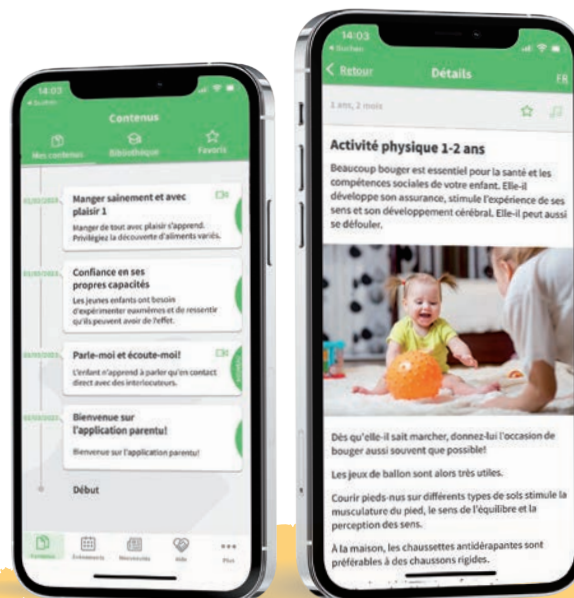 14:03
Contenus
Mes contenus
Bibliothèque
Favoris
Manger sainement et avec
plaisir 1
Manger de tout avec plaisir s'apprend.
Privilégiez la découverte d'aliments variés.
Confiance en ses
propres capacités
Les jeunes enfants ont besoin
d'expérimenter euxmêmes et de ressentir
qu'ils peuvent avoir de l'effet.
Parle-moi et écoute-moi!
L'enfant n'apprend à parler qu'en contact
direct avec des interlocuteurs.
Bienvenue sur
l'application parentu!
Bienvenue sur l'application parentu!
Début
Contenus
Événements
Nouveautés
Aide
Plus
14:03
Retour
Détails
FR
1 ans, 2 mois
Activité physique 1-2 ans
Beaucoup bouger est essentiel pour la santé et les
compétences sociales de votre enfant. Elle-il
développe son assurance, stimule l'expérience de ses
sens et son développement cérébral. Elle-il peut aussi
se défouler.
Dès qu'elle-il sait marcher, donnez-lui l'occasion de
bouger aussi souvent que possible!
Les jeux de ballon sont alors très utiles.
Courir pieds-nus sur différents types de sols stimule la
musculature du pied, le sens de l'équilibre et la
perception des sens.
À la maison, les chaussettes antidérapantes sont
préférables à des chaussons rigides.